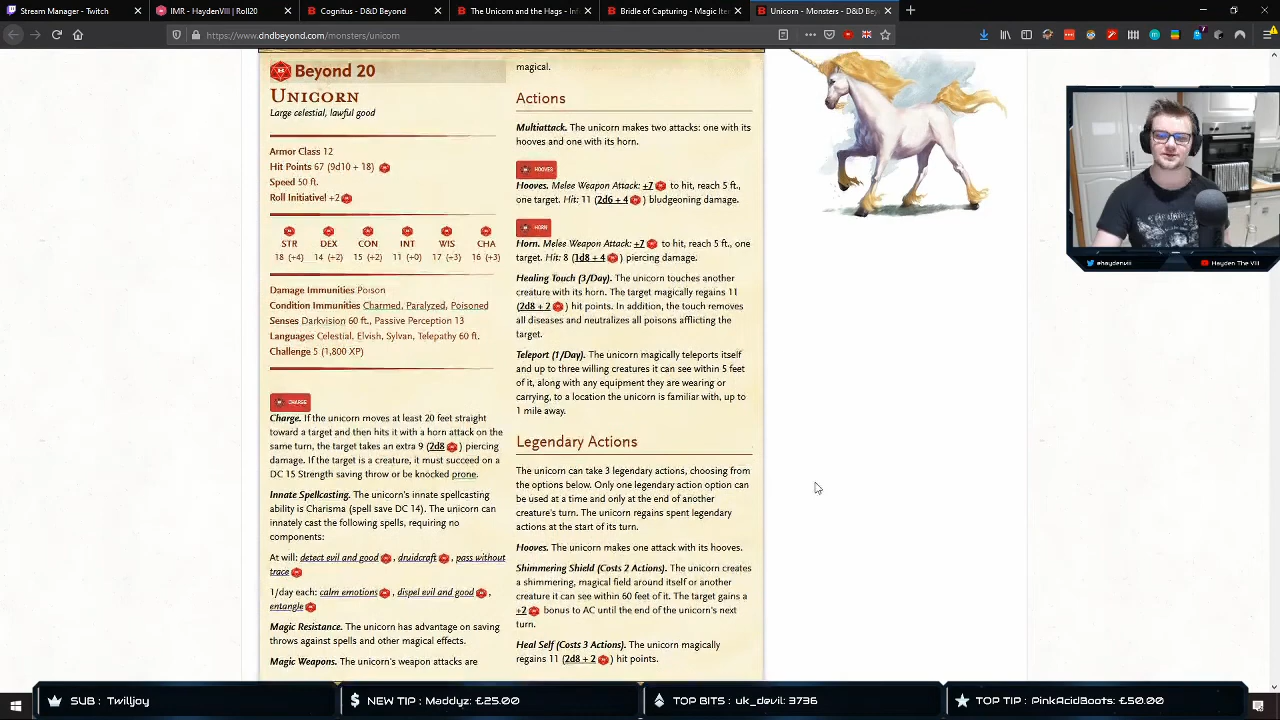 Stream Manager - Twitch
IMR - HaydenVill | Roll20
Cognitus - D&D Beyond
The Unicorn and the Hags - Inf
Bridle of Capturing - Magic Ite
Unicorn - Monsters - D&D Bey
https://www.dndbeyond.com/monsters/unicorn
Beyond 20
UNICORN
Large celestial, lawful good
Armor Class 12
Hit Points 67 (9d10 + 18)
Speed 50 ft.
Roll Initiative! +2
STR DEX CON INT WIS CHA
18 (+4) 14 (+2) 15 (+2) 11 (+0) 17 (+3)
Damage Immunities Poison
Condition Immunities Charmed, Paralyzed, Poisoned
Senses Darkvision 60 ft., Passive Perception 13
Languages Celestial, Elvish, Sylvan, Telepathy 60 ft.
Challenge 5 (1,800 XP)
CHARGE
Charge. If the unicorn moves at least 20 feet straight
toward a target and then hits it with a horn attack on the
same turn, the target takes an extra 9 (2d8) piercing
damage. If the target is a creature, it must succeed on a
DC 15 Strength saving throw or be knocked prone.
Innate Spellcasting. The unicorn's innate spellcasting
ability is Charisma (spell save DC 14). The unicorn can
innately cast the following spells, requiring no
components:
At will: detect evil and good, druidcraft, pass without
trace
1/day each: calm emotions, dispel evil and good,
entangle
Magic Resistance. The unicorn has advantage on saving
throws against spells and other magical effects.
Magic Weapons. The unicorn's weapon attacks are
magical.
Actions
Multiattack. The unicorn makes two attacks: one with its
hooves and one with its horn.
HOOVES
Hooves. Melee Weapon Attack: +7 to hit, reach 5 ft.,
one target. Hit: 11 (2d6 + 4) bludgeoning damage.
HORN
Horn. Melee Weapon Attack: +7 to hit, reach 5 ft., one
target. Hit: 8 (1d8 + 4) piercing damage.
Healing Touch (3/Day). The unicorn touches another
creature with its horn. The target magically regains 11
(2d8 + 2) hit points. In addition, the touch removes
all diseases and neutralizes all poisons afflicting the
target.
Teleport (1/Day). The unicorn magically teleports itself
and up to three willing creatures it can see within 5 feet
of it, along with any equipment they are wearing or
carrying, to a location the unicorn is familiar with, up to
1 mile away.
Legendary Actions
The unicorn can take 3 legendary actions, choosing from
the options below. Only one legendary action option can
be used at a time and only at the end of another
creature's turn. The unicorn regains spent legendary
actions at the start of its turn.
Hooves. The unicorn makes one attack with its hooves.
Shimmering Shield (Costs 2 Actions). The unicorn creates
a shimmering, magical field around itself or another
creature it can see within 60 feet of it. The target gains a
+2 bonus to AC until the end of the unicorn's next
turn.
Heal Self (Costs 3 Actions). The unicorn magically
regains 11 (2d8 + 2) hit points.
ehaydenviii
Hayden The VIII
SUB : Twilljoy
NEW TIP : Maddyz: £25.00
TOP BITS : uk_devil: 3736
TOP TIP : PinkAcidBoots: £50.00